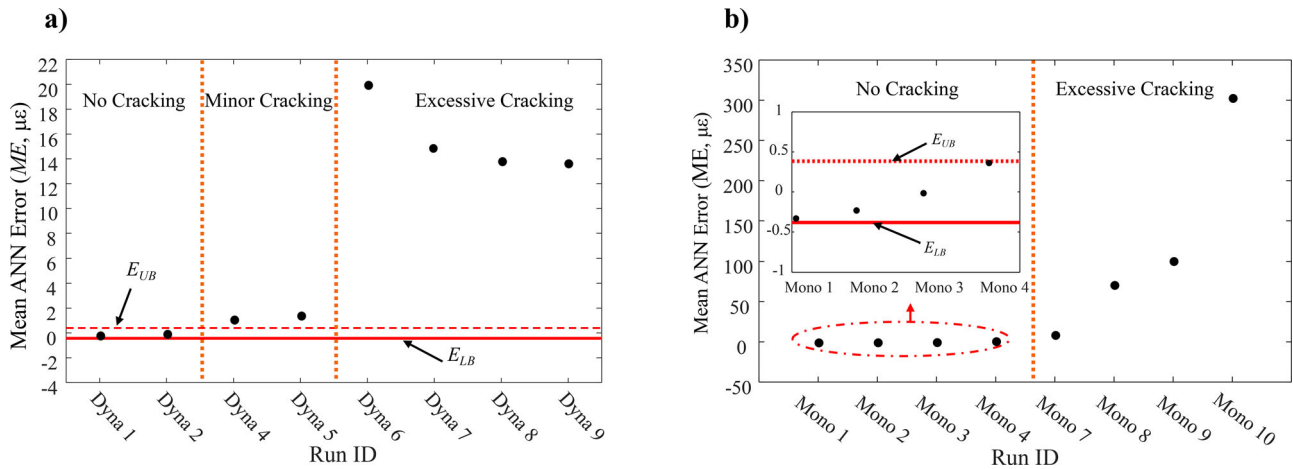 a)
Mean ANN Error (ME, με)
22
20
18
16
14
12
10
8
6
4
2
0
-2
-4
No Cracking
Minor Cracking
Excessive Cracking
E_UB
E_LB
Dyna 1
Dyna 2
Dyna 4
Dyna 5
Dyna 6
Dyna 7
Dyna 8
Dyna 9
Run ID
b)
Mean ANN Error (ME, με)
350
300
250
200
150
100
50
0
-50
No Cracking
Excessive Cracking
1
0.5
0
-0.5
-1
E_UB
E_LB
Mono 1
Mono 2
Mono 3
Mono 4
Mono 1
Mono 2
Mono 3
Mono 4
Mono 7
Mono 8
Mono 9
Mono 10
Run ID